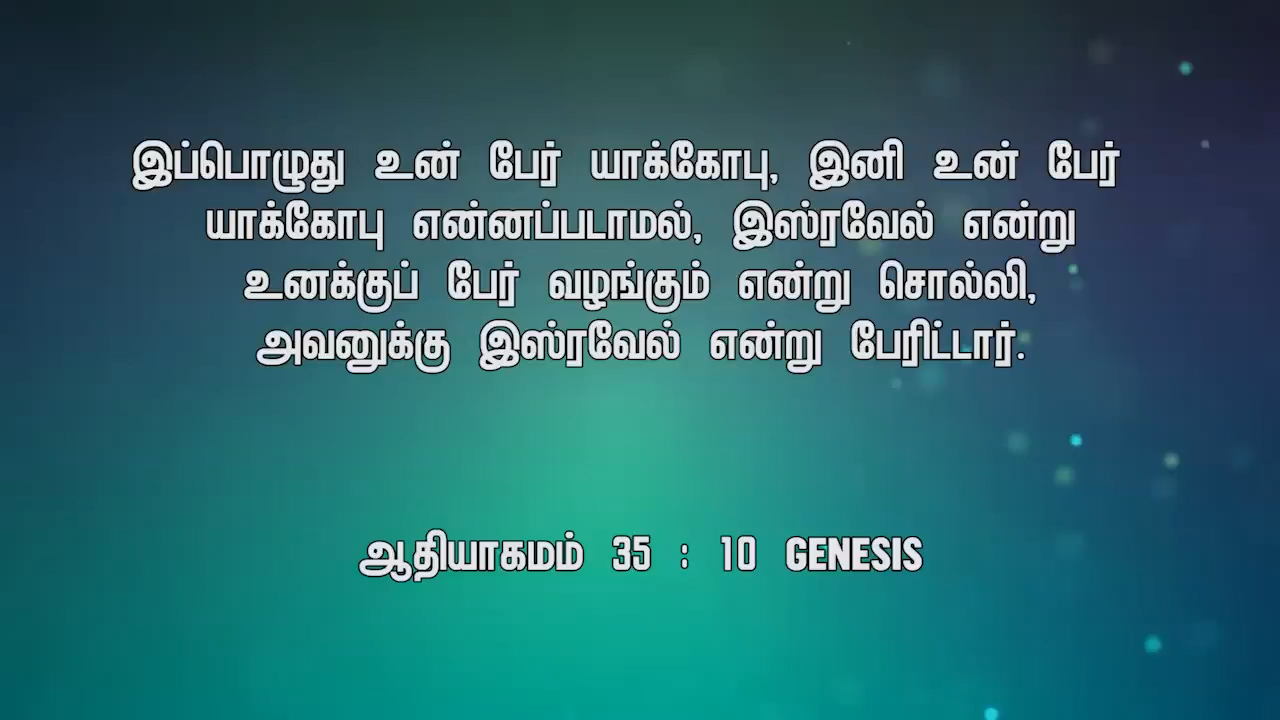 இப்பொழுது உன் பேர் யாக்கோபு, இனி உன் பேர்
யாக்கோபு என்னப்படாமல், இஸ்ரவேல் என்று
உனக்குப் பேர் வழங்கும் என்று சொல்லி,
அவனுக்கு இஸ்ரவேல் என்று பேரிட்டார்.
ஆதியாகமம் 35 : 10 GENESIS